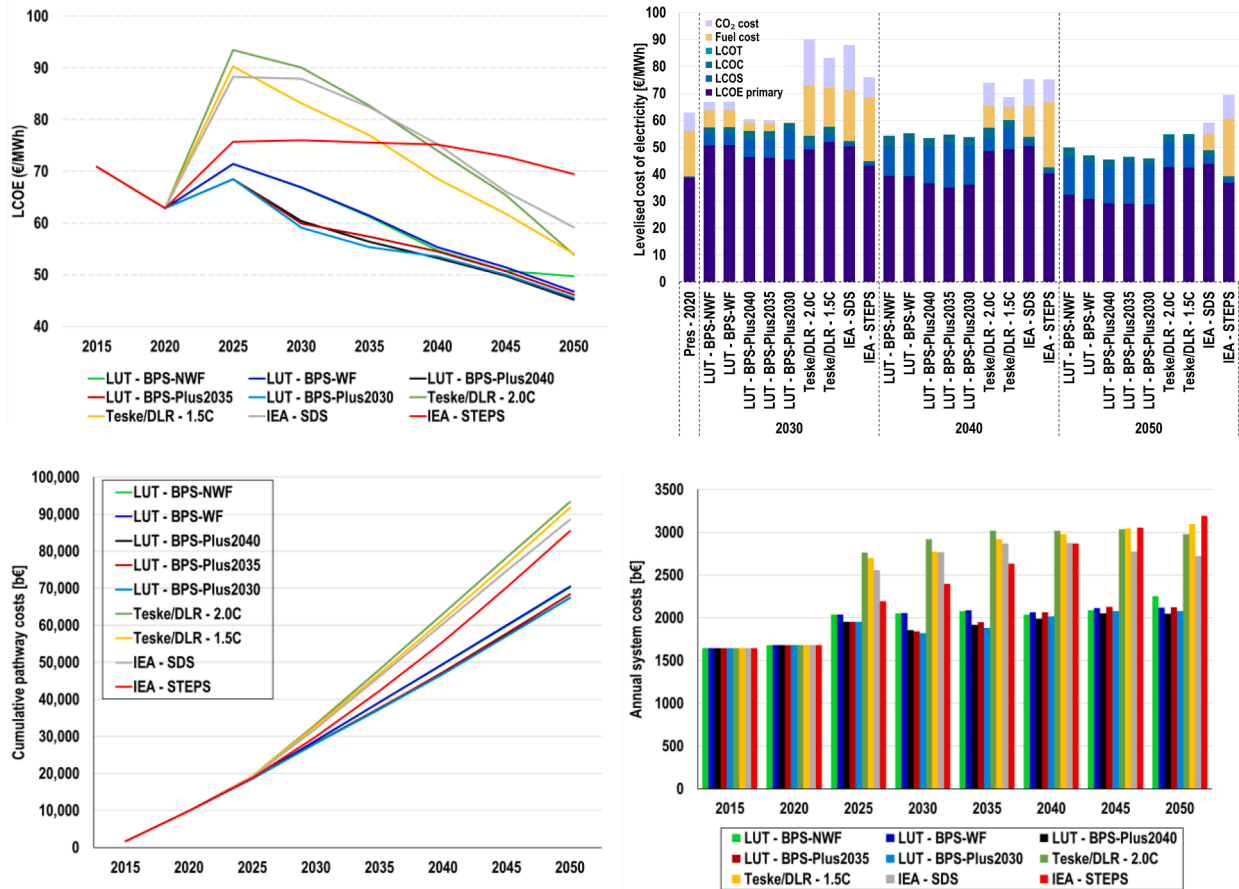 LCOE (€/MWh)
100
90
80
70
60
50
40
2015 2020 2025 2030 2035 2040 2045 2050
LUT - BPS-NWF LUT - BPS-WF LUT - BPS-Plus2040
LUT - BPS-Plus2035 LUT - BPS-Plus2030 Teske/DLR - 2.0C
Teske/DLR - 1.5C IEA - SDS IEA - STEPS
Levelised cost of electricity [€/MWh]
100
90
80
70
60
50
40
30
20
10
0
CO₂ cost
Fuel cost
LCOT
LCOC
LCOS
LCOE primary
Pres - 2020
LUT - BPS-NWF
LUT - BPS-WF
LUT - BPS-Plus2040
LUT - BPS-Plus2035
LUT - BPS-Plus2030
Teske/DLR - 2.0C
Teske/DLR - 1.5C
IEA - SDS
IEA - STEPS
LUT - BPS-NWF
LUT - BPS-WF
LUT - BPS-Plus2040
LUT - BPS-Plus2035
LUT - BPS-Plus2030
Teske/DLR - 2.0C
Teske/DLR - 1.5C
IEA - SDS
IEA - STEPS
LUT - BPS-NWF
LUT - BPS-WF
LUT - BPS-Plus2040
LUT - BPS-Plus2035
LUT - BPS-Plus2030
Teske/DLR - 2.0C
Teske/DLR - 1.5C
IEA - SDS
IEA - STEPS
2030 2040 2050
Cumulative pathway costs [b€]
100,000
90,000
80,000
70,000
60,000
50,000
40,000
30,000
20,000
10,000
0
LUT - BPS-NWF
LUT - BPS-WF
LUT - BPS-Plus2040
LUT - BPS-Plus2035
LUT - BPS-Plus2030
Teske/DLR - 2.0C
Teske/DLR - 1.5C
IEA - SDS
IEA - STEPS
2015 2020 2025 2030 2035 2040 2045 2050
Annual system costs [b€]
3500
3000
2500
2000
1500
1000
500
0
2015 2020 2025 2030 2035 2040 2045 2050
LUT - BPS-NWF LUT - BPS-WF LUT - BPS-Plus2040
LUT - BPS-Plus2035 LUT - BPS-Plus2030 Teske/DLR - 2.0C
Teske/DLR - 1.5C IEA - SDS IEA - STEPS